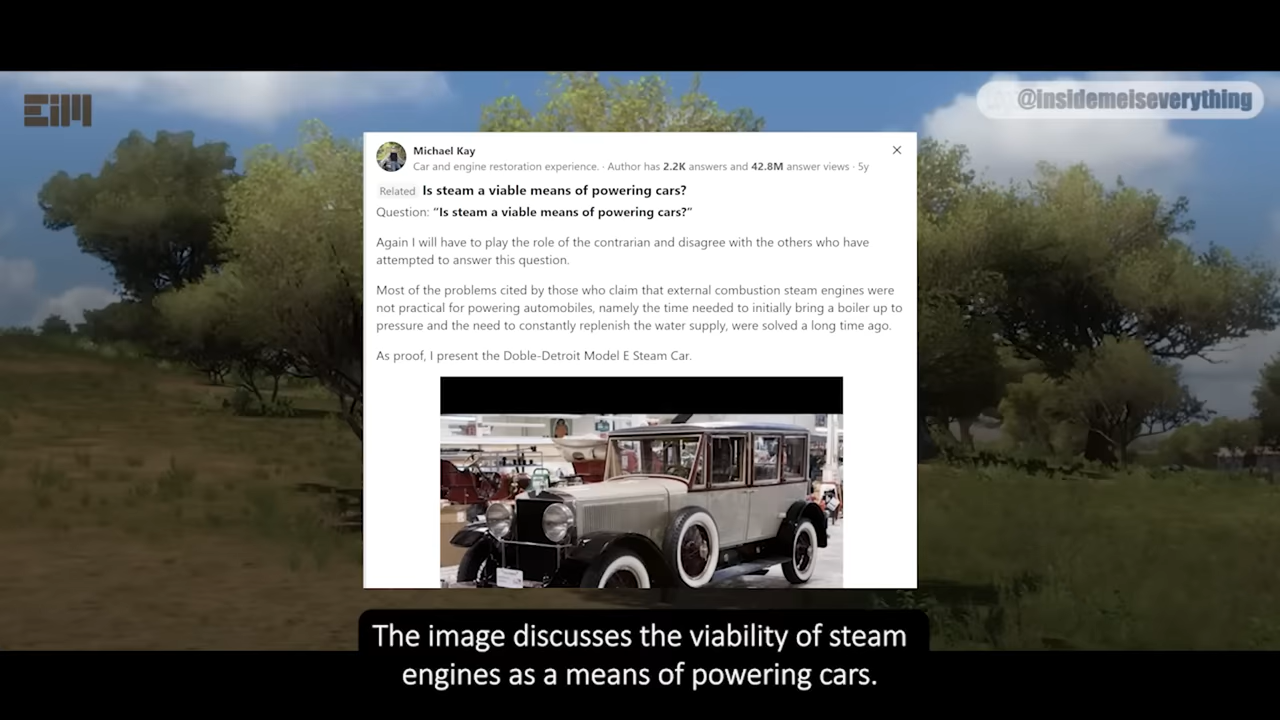 EiM
@insidemeiseverything
Michael Kay
Car and engine restoration experience. · Author has 2.2K answers and 42.8M answer views · 5y
Related Is steam a viable means of powering cars?
Question: “Is steam a viable means of powering cars?”
Again I will have to play the role of the contrarian and disagree with the others who have
attempted to answer this question.
Most of the problems cited by those who claim that external combustion steam engines were
not practical for powering automobiles, namely the time needed to initially bring a boiler up to
pressure and the need to constantly replenish the water supply, were solved a long time ago.
As proof, I present the Doble-Detroit Model E Steam Car.
The image discusses the viability of steam
engines as a means of powering cars.